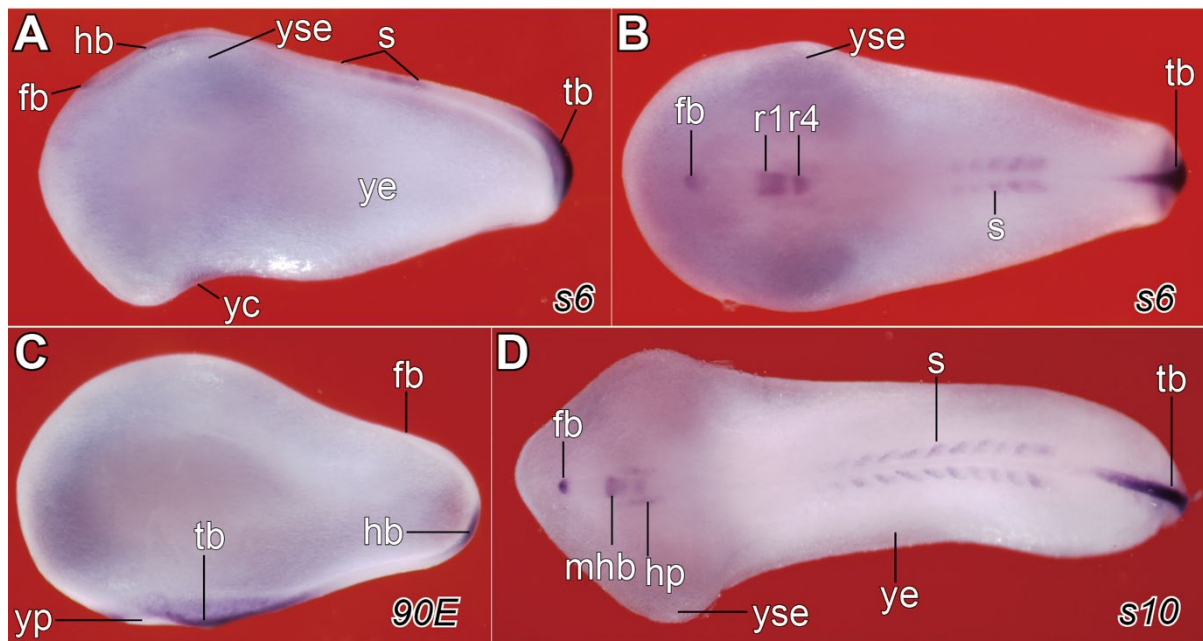 A
hb
yse
s
fb
tb
ye
yc
s6
B
yse
fb
r1 r4
tb
s
s6
C
fb
tb
hb
yp
90E
D
s
tb
fb
mhb
hp
yse
ye
s10